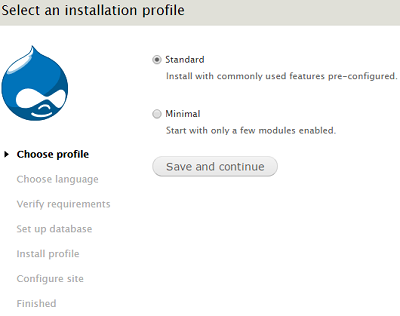 Select an installation profile
Standard
Install with commonly used features pre-configured.
Minimal
Start with only a few modules enabled.
Save and continue
Choose profile
Choose language
Verify requirements
Set up database
Install profile
Configure site
Finished